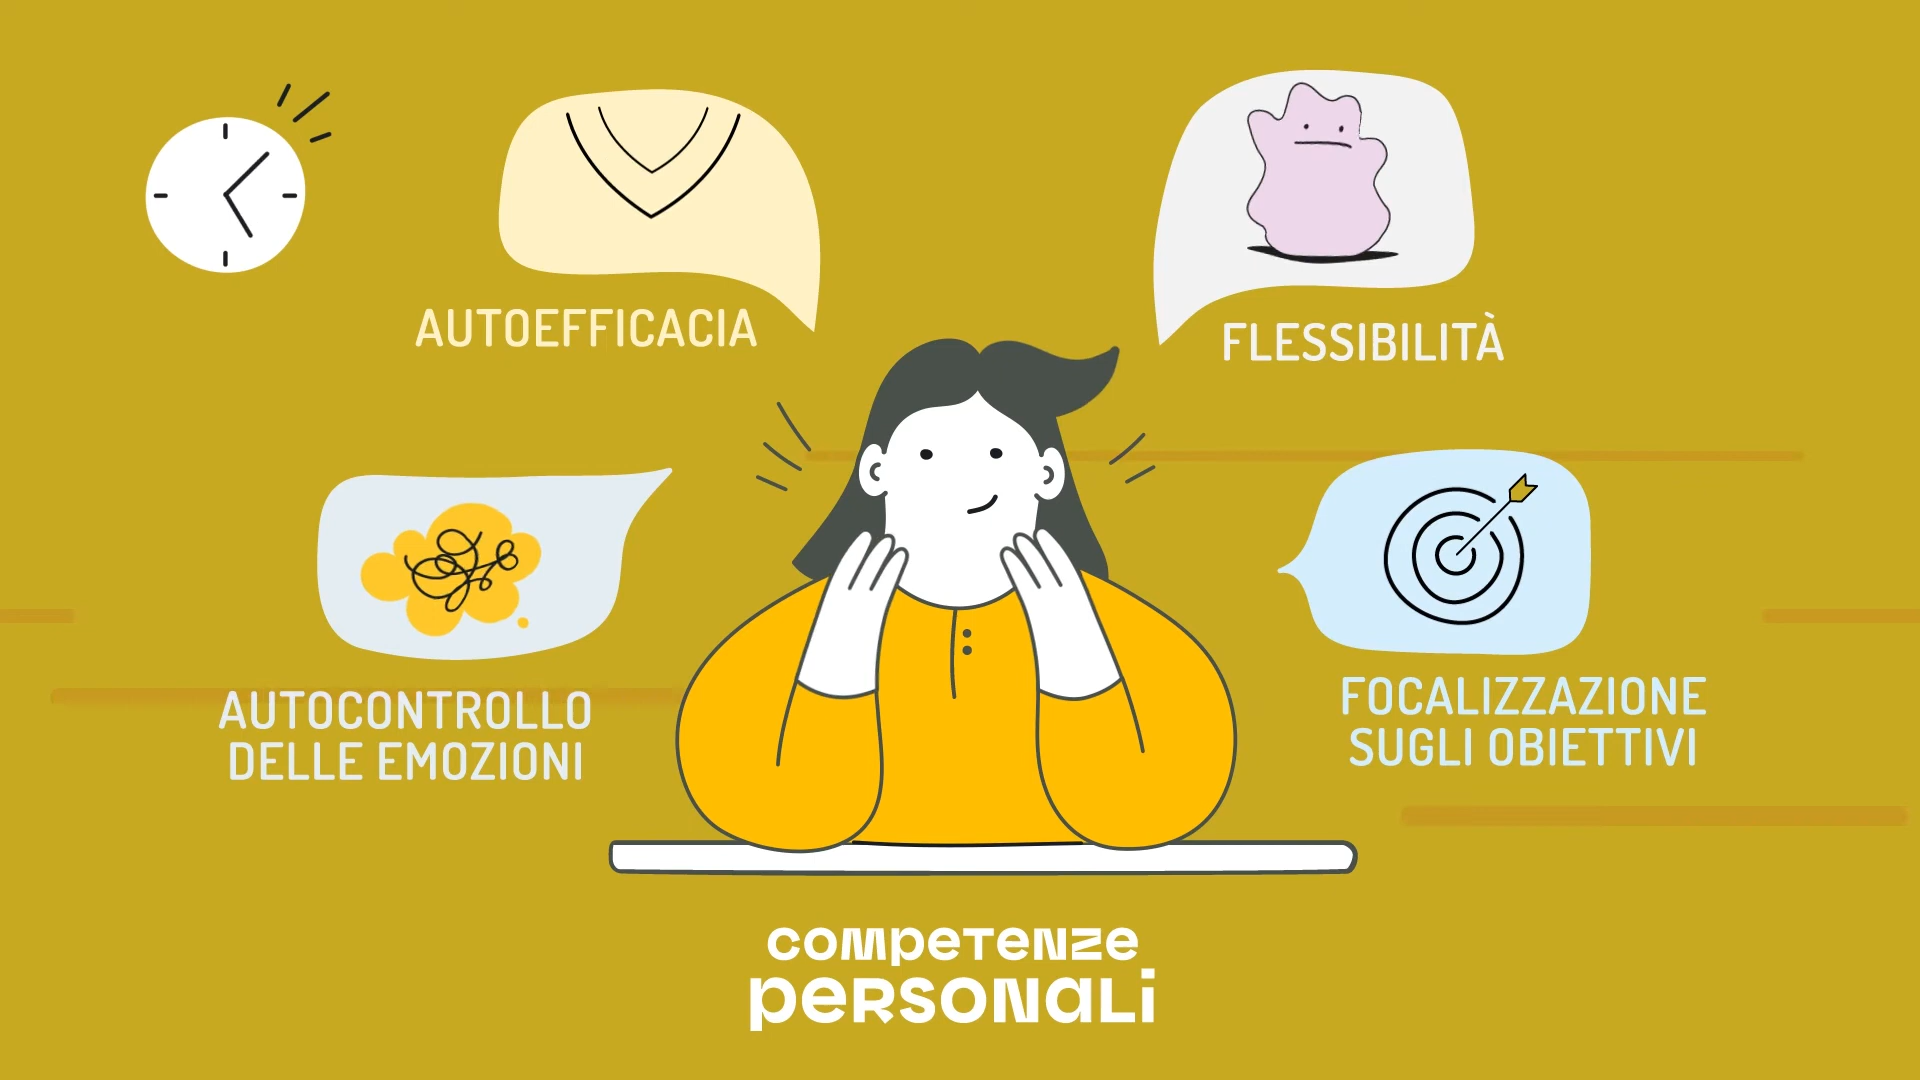 AUTOEFFICACIA
FLESSIBILITÀ
AUTOCONTROLLO
DELLE EMOZIONI
FOCALIZZAZIONE
SUGLI OBIETTIVI
competenze
personali